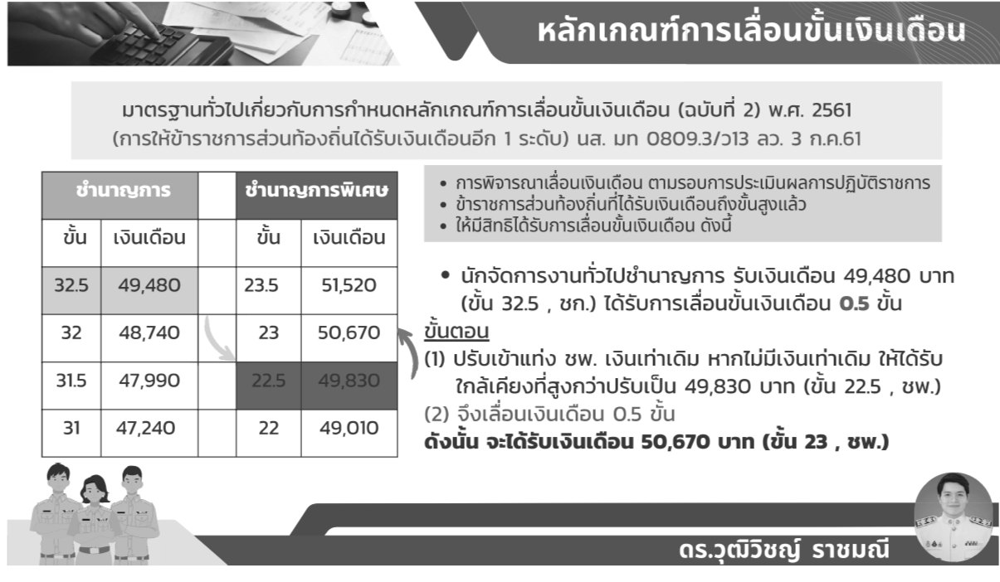 หลักเกณฑ์การเลื่อนขั้นเงินเดือน
มาตรฐานทั่วไปเกี่ยวกับการกำหนดหลักเกณฑ์การเลื่อนขั้นเงินเดือน (ฉบับที่ 2) พ.ศ. 2561
(การให้ข้าราชการส่วนท้องถิ่นได้รับเงินเดือนอีก 1 ระดับ) นส. มท 0809.3/ว13 ลว. 3 ก.ค.61
ชำนาญการ ชำนาญการพิเศษ
ขั้น เงินเดือน ขั้น เงินเดือน
32.5 49,480 23.5 51,520
32 48,740 23 50,670
31.5 47,990 22.5 49,830
31 47,240 22 49,010
• การพิจารณาเลื่อนเงินเดือน ตามรอบการประเมินผลการปฏิบัติราชการ
• ข้าราชการส่วนท้องถิ่นที่ได้รับเงินเดือนถึงขั้นสูงแล้ว
• ให้มีสิทธิได้รับการเลื่อนขั้นเงินเดือน ดังนี้
• นักจัดการงานทั่วไปชำนาญการ รับเงินเดือน 49,480 บาท
(ขั้น 32.5 , ชก.) ได้รับการเลื่อนขั้นเงินเดือน 0.5 ขั้น
ขั้นตอน
(1) ปรับเข้าแท่ง ชพ. เงินเท่าเดิม หากไม่มีเงินเท่าเดิม ให้ได้รับ
ใกล้เคียงที่สูงกว่าปรับเป็น 49,830 บาท (ขั้น 22.5 , ชพ.)
(2) จึงเลื่อนเงินเดือน 0.5 ขั้น
ดังนั้น จะได้รับเงินเดือน 50,670 บาท (ขั้น 23 , ชพ.)
ดร.วุฒิวิชญ์ ราชมณี